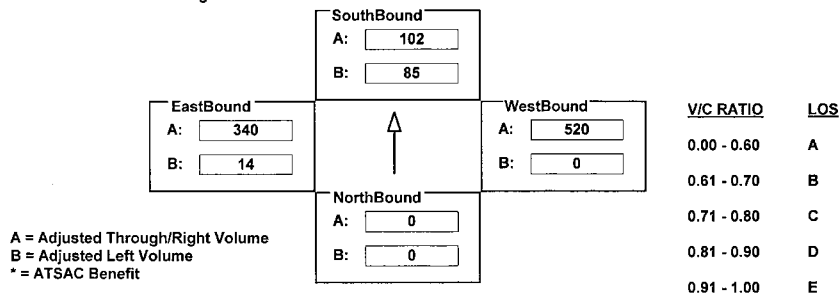 SouthBound
A: 102
B: 85
EastBound
A: 340
B: 14
WestBound
A: 520
B: 0
NorthBound
A: 0
B: 0
V/C RATIO LOS
0.00 - 0.60 A
0.61 - 0.70 B
0.71 - 0.80 C
0.81 - 0.90 D
0.91 - 1.00 E
A = Adjusted Through/Right Volume
B = Adjusted Left Volume
* = ATSAC Benefit